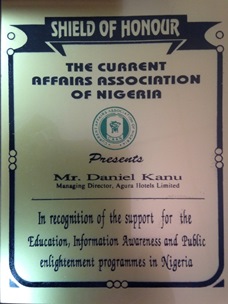 SHIELD OF HONOUR
THE CURRENT
AFFAIRS ASSOCIATION
OF NIGERIA
Presents
Mr. Daniel Kanu
Managing Director, Agura Hotels Limited
In recognition of the support for the
Education, Information Awareness and Public
enlightenment programmes in Nigeria